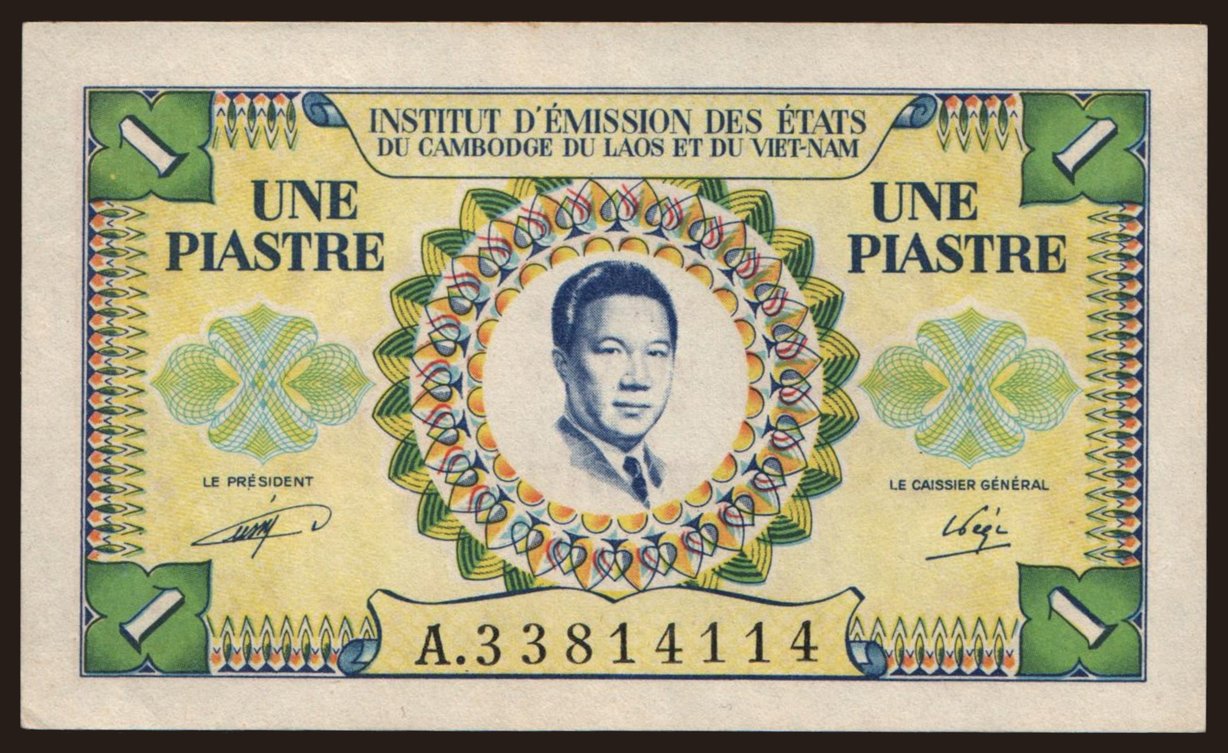 INSTITUT D'ÉMISSION DES ÉTATS
DU CAMBODGE DU LAOS ET DU VIET-NAM
1
1
UNE
PIASTRE
UNE
PIASTRE
LE PRÉSIDENT
LE CAISSIER GÉNÉRAL
1
A.33814114
1